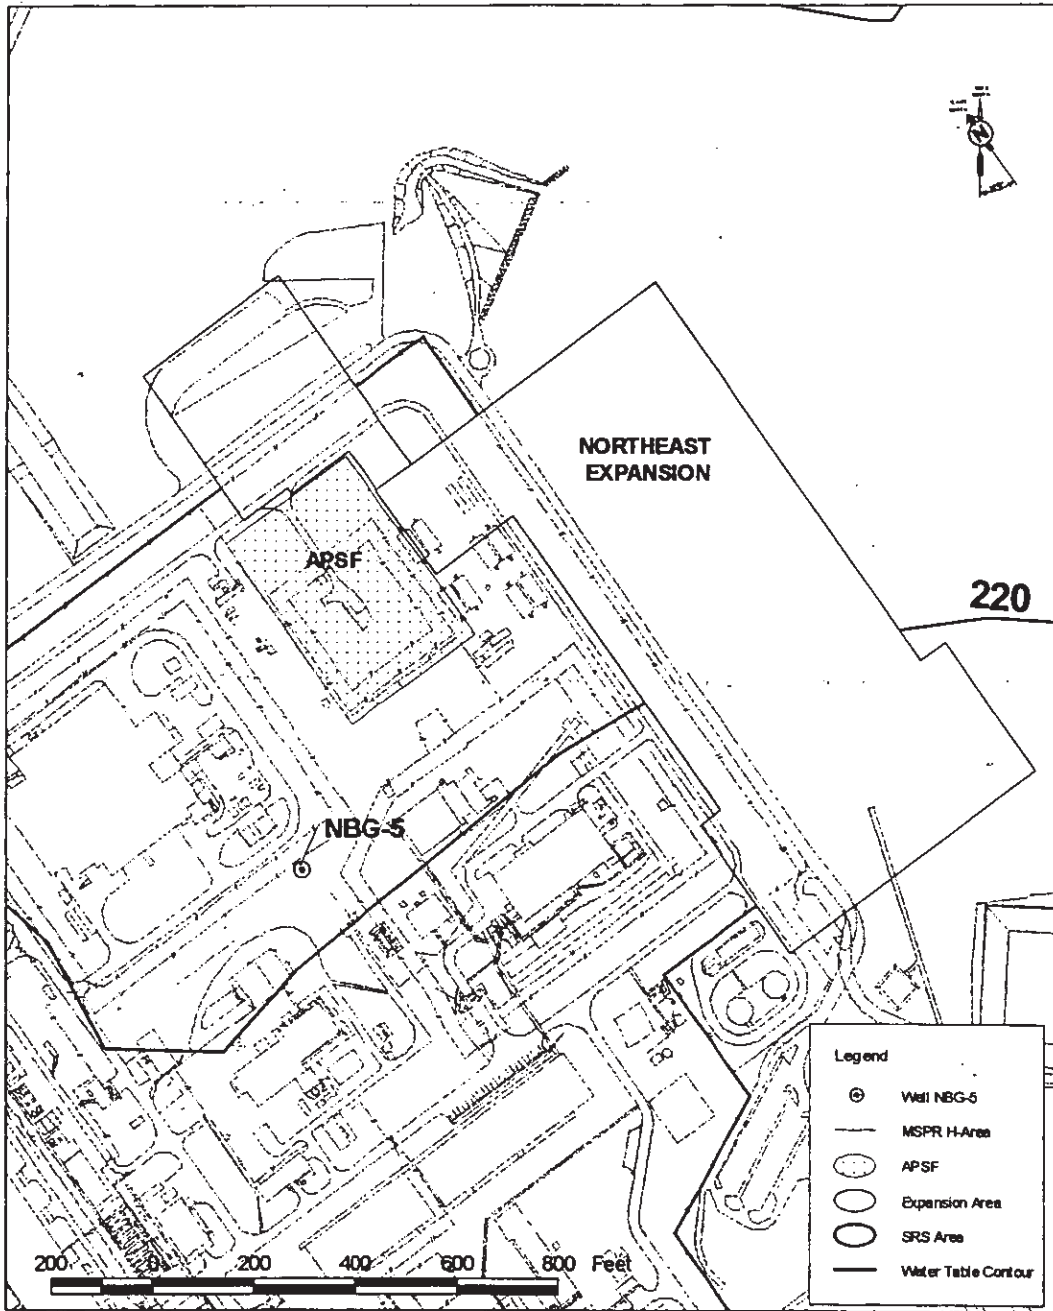 NORTHEAST
EXPANSION
APSF
220
NBG-5
Legend
Well NBG-5
MSPR H-Area
APSF
Expansion Area
SRS Area
Water Table Contour
200 0 200 400 600 800 Feet